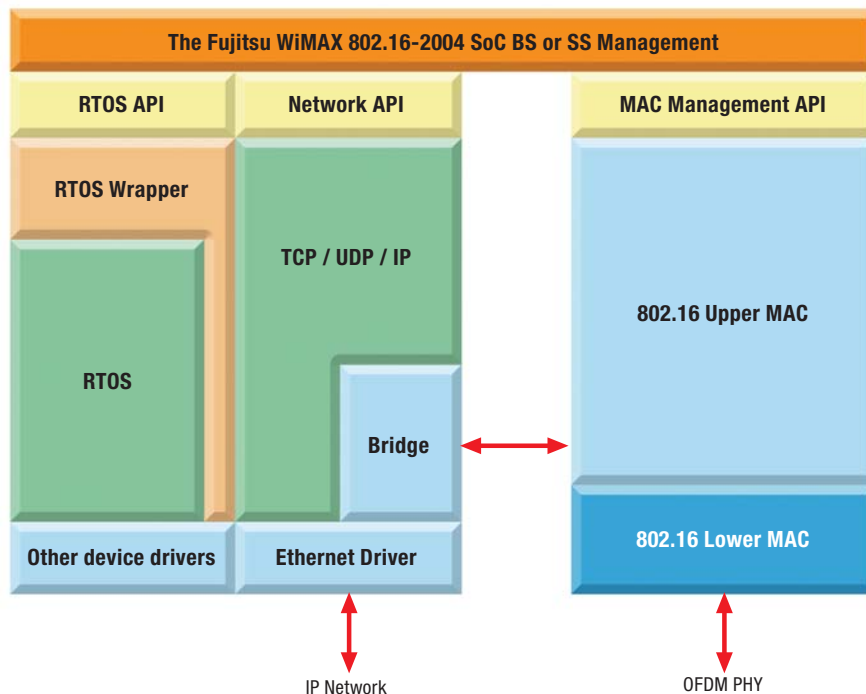 The Fujitsu WiMAX 802.16-2004 SoC BS or SS Management
RTOS API
Network API
MAC Management API
RTOS Wrapper
TCP / UDP / IP
802.16 Upper MAC
RTOS
Bridge
802.16 Lower MAC
Other device drivers
Ethernet Driver
IP Network
OFDM PHY